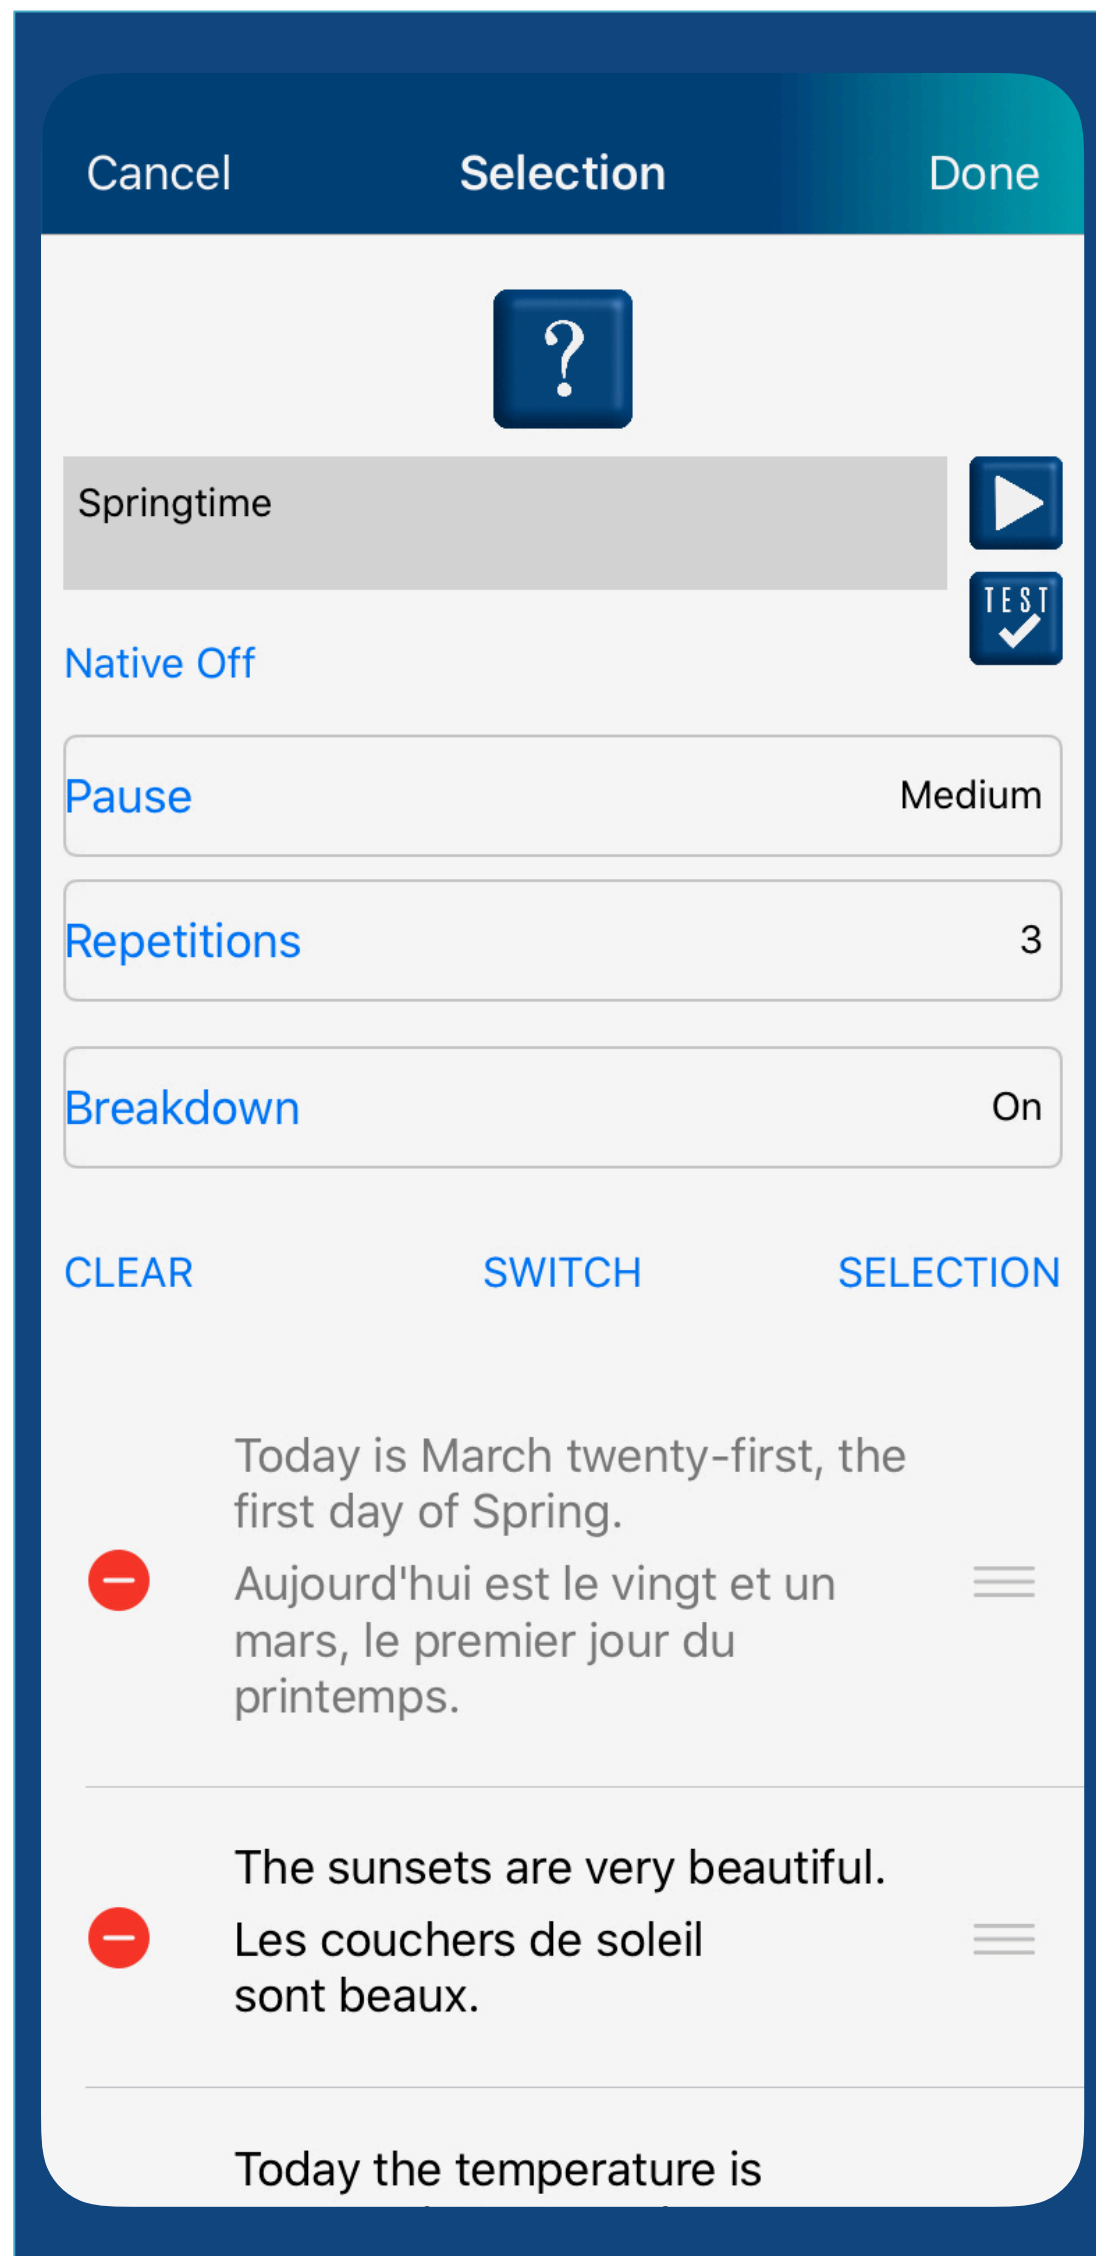 Cancel Selection Done
?
Springtime
TEST
Native Off
Pause Medium
Repetitions 3
Breakdown On
CLEAR SWITCH SELECTION
Today is March twenty-first, the
first day of Spring.
Aujourd'hui est le vingt et un
mars, le premier jour du
printemps.
The sunsets are very beautiful.
Les couchers de soleil
sont beaux.
Today the temperature is